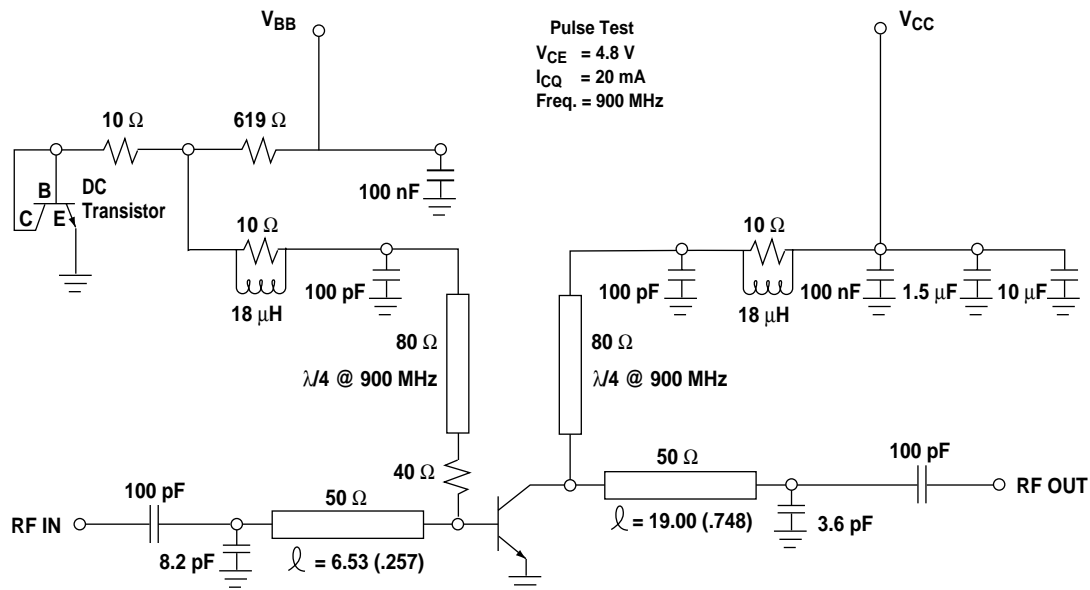 V_BB
Pulse Test
V_CE = 4.8 V
I_CQ = 20 mA
Freq. = 900 MHz
V_CC
10 Ω
619 Ω
100 nF
B
C
E
DC
Transistor
10 Ω
18 μH
100 pF
80 Ω
λ/4 @ 900 MHz
40 Ω
10 Ω
18 μH
100 pF
100 nF
1.5 μF
10 μF
80 Ω
λ/4 @ 900 MHz
RF IN
100 pF
8.2 pF
50 Ω
ℓ = 6.53 (.257)
50 Ω
ℓ = 19.00 (.748)
3.6 pF
100 pF
RF OUT